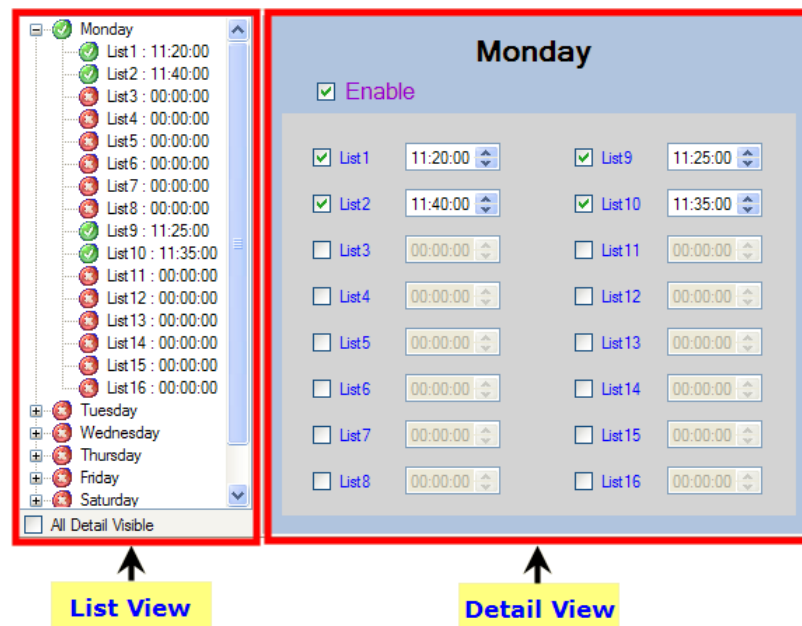 Monday
List1 : 11:20:00
List2 : 11:40:00
List3 : 00:00:00
List4 : 00:00:00
List5 : 00:00:00
List6 : 00:00:00
List7 : 00:00:00
List8 : 00:00:00
List9 : 11:25:00
List10 : 11:35:00
List11 : 00:00:00
List12 : 00:00:00
List13 : 00:00:00
List14 : 00:00:00
List15 : 00:00:00
List16 : 00:00:00
Tuesday
Wednesday
Thursday
Friday
Saturday
All Detail Visible
Monday
Enable
List1 11:20:00 List9 11:25:00
List2 11:40:00 List10 11:35:00
List3 00:00:00 List11 00:00:00
List4 00:00:00 List12 00:00:00
List5 00:00:00 List13 00:00:00
List6 00:00:00 List14 00:00:00
List7 00:00:00 List15 00:00:00
List8 00:00:00 List16 00:00:00
List View
Detail View